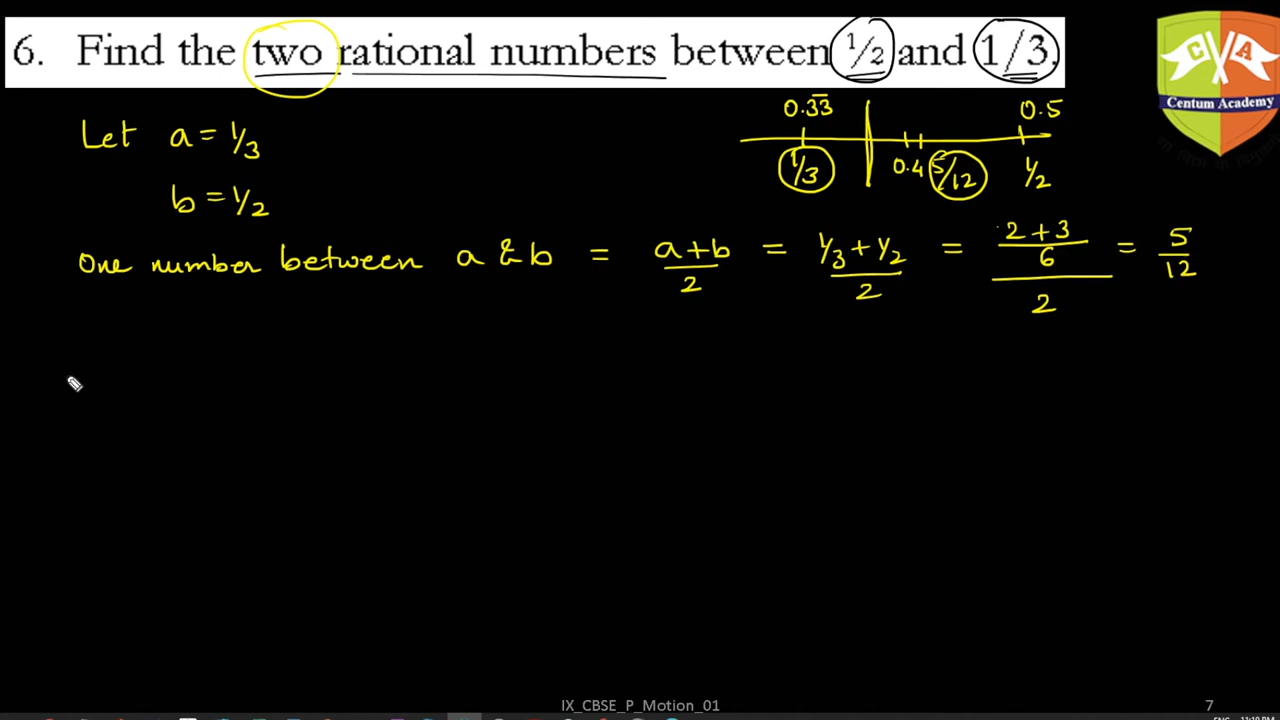 6. Find the two rational numbers between 1/2 and 1/3.
C A
Centum Academy
0.33̅ 0.5
1/3 0.4 5/12 1/2
Let a = 1/3
b = 1/2
One number between a & b = (a+b)/2 = (1/3 + 1/2)/2 = ((2+3)/6)/2 = 5/12
IX_CBSE_P_Motion_01
7